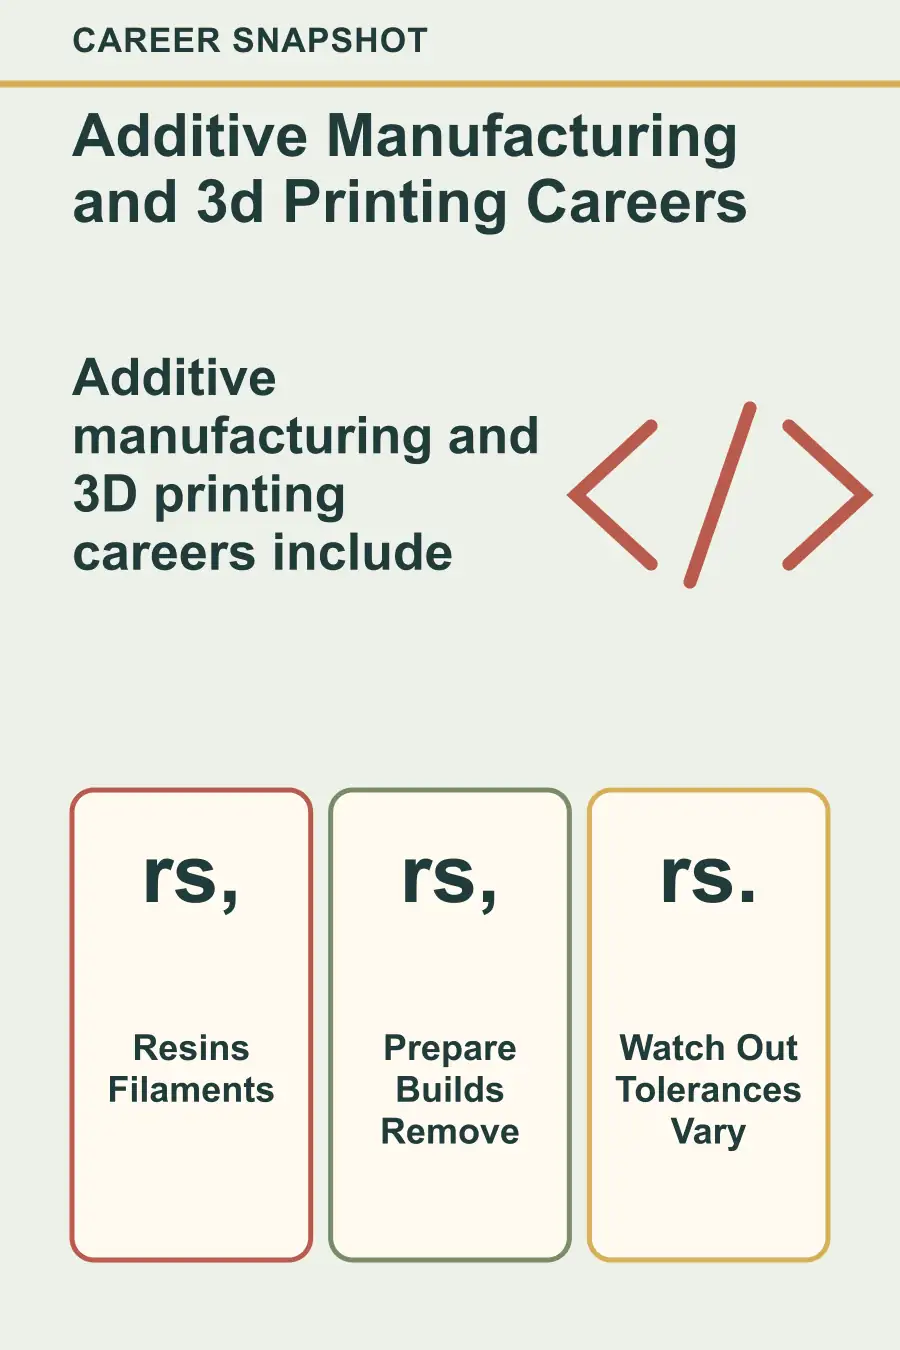 CAREER SNAPSHOT
Additive Manufacturing
and 3d Printing Careers
Additive
manufacturing and
3D printing
careers include
rs,
Resins
Filaments
rs,
Prepare
Builds
Remove
rs.
Watch Out
Tolerances
Vary